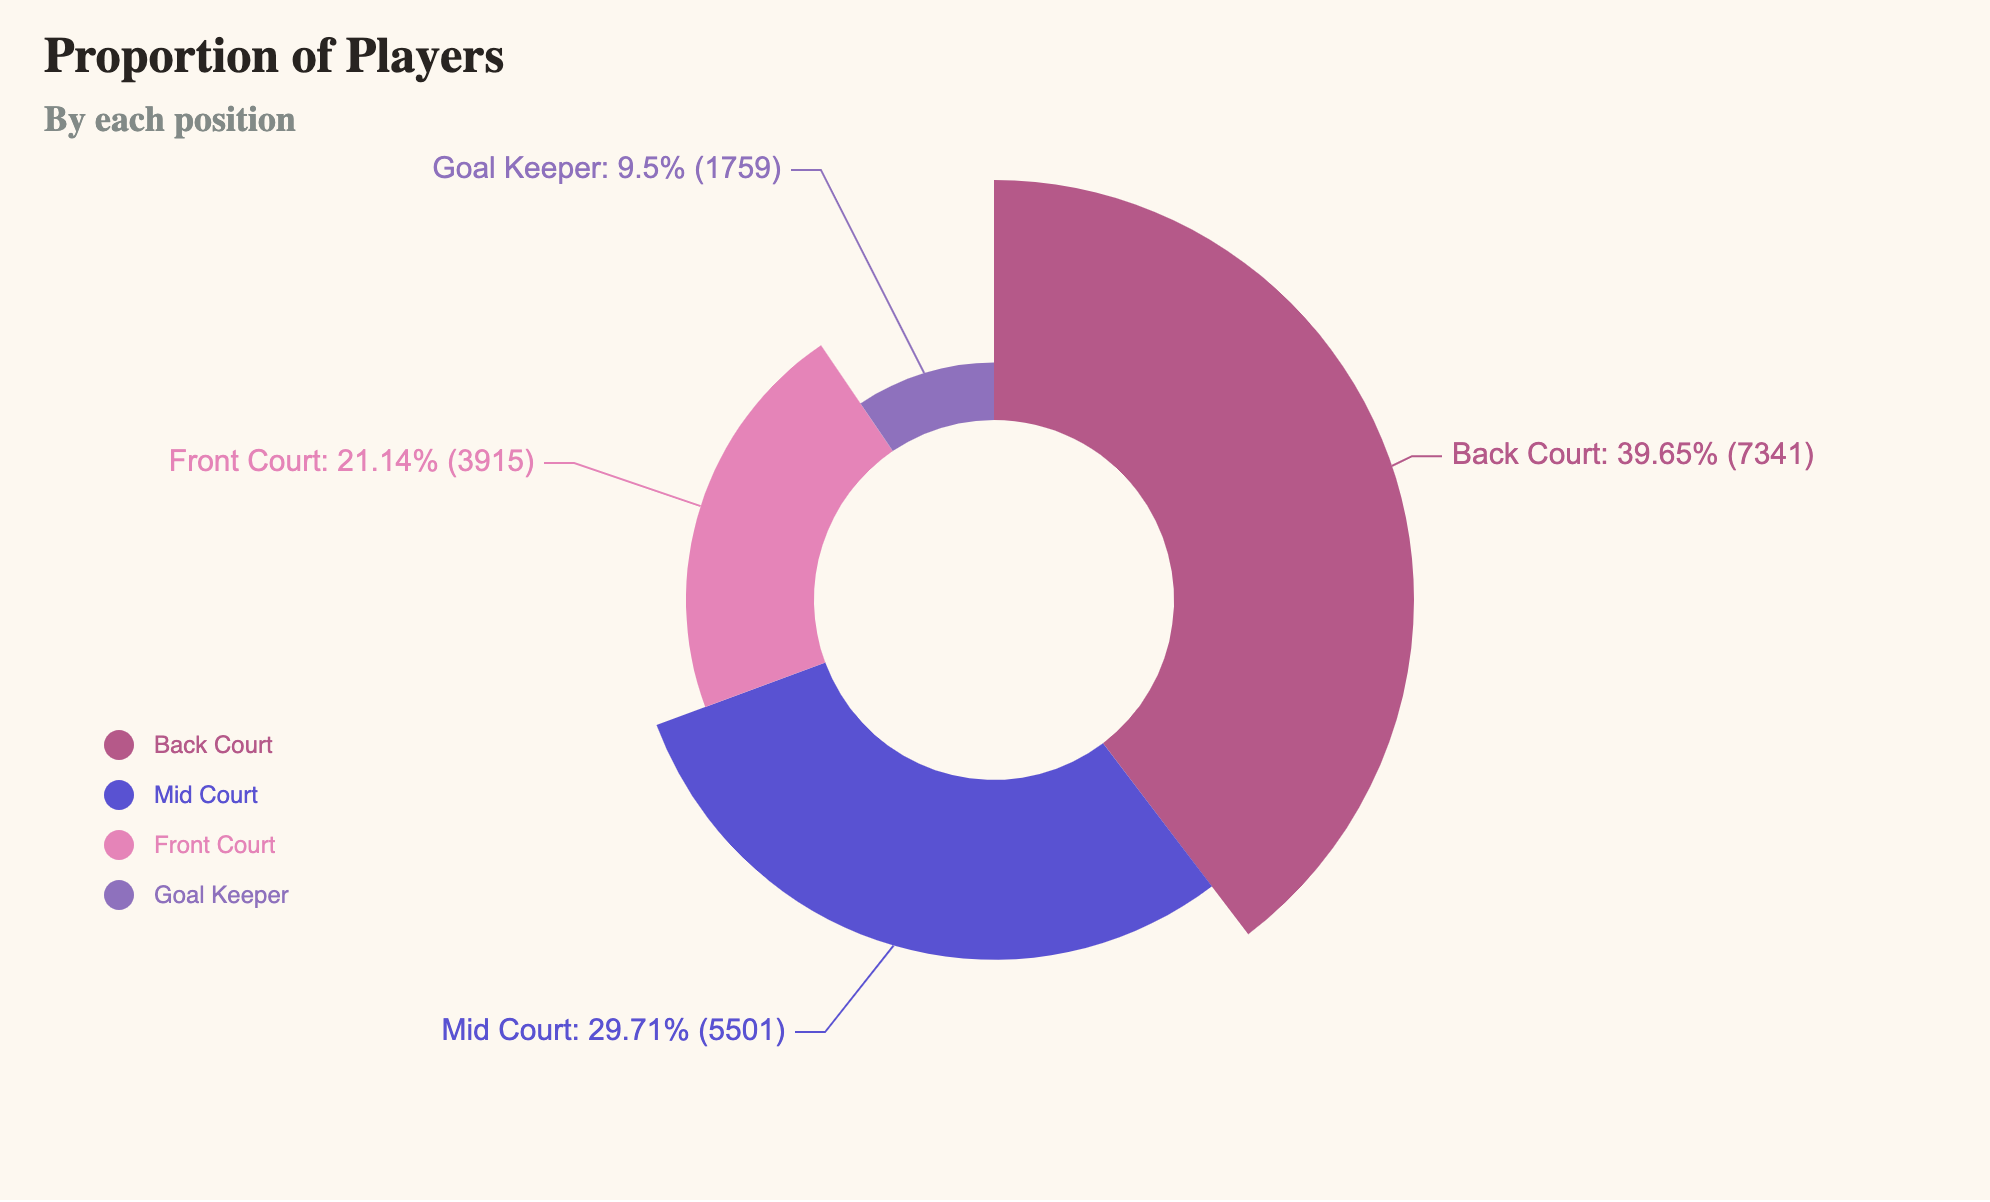 Proportion of Players
By each position
Goal Keeper: 9.5% (1759)
Back Court: 39.65% (7341)
Front Court: 21.14% (3915)
Mid Court: 29.71% (5501)
Back Court
Mid Court
Front Court
Goal Keeper